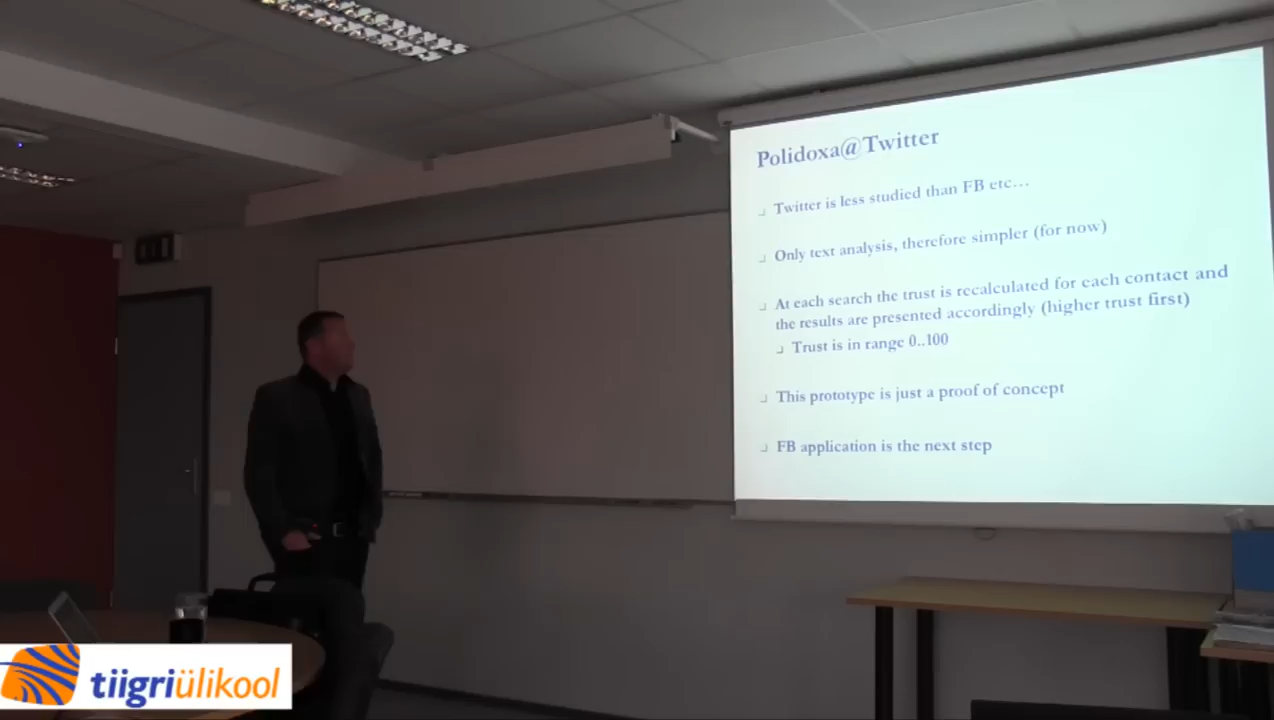 Polidoxa@Twitter
Twitter is less studied than FB etc…
Only text analysis, therefore simpler (for now)
At each search the trust is recalculated for each contact and
the results are presented accordingly (higher trust first)
Trust is in range 0..100
This prototype is just a proof of concept
FB application is the next step
tiigriülikool